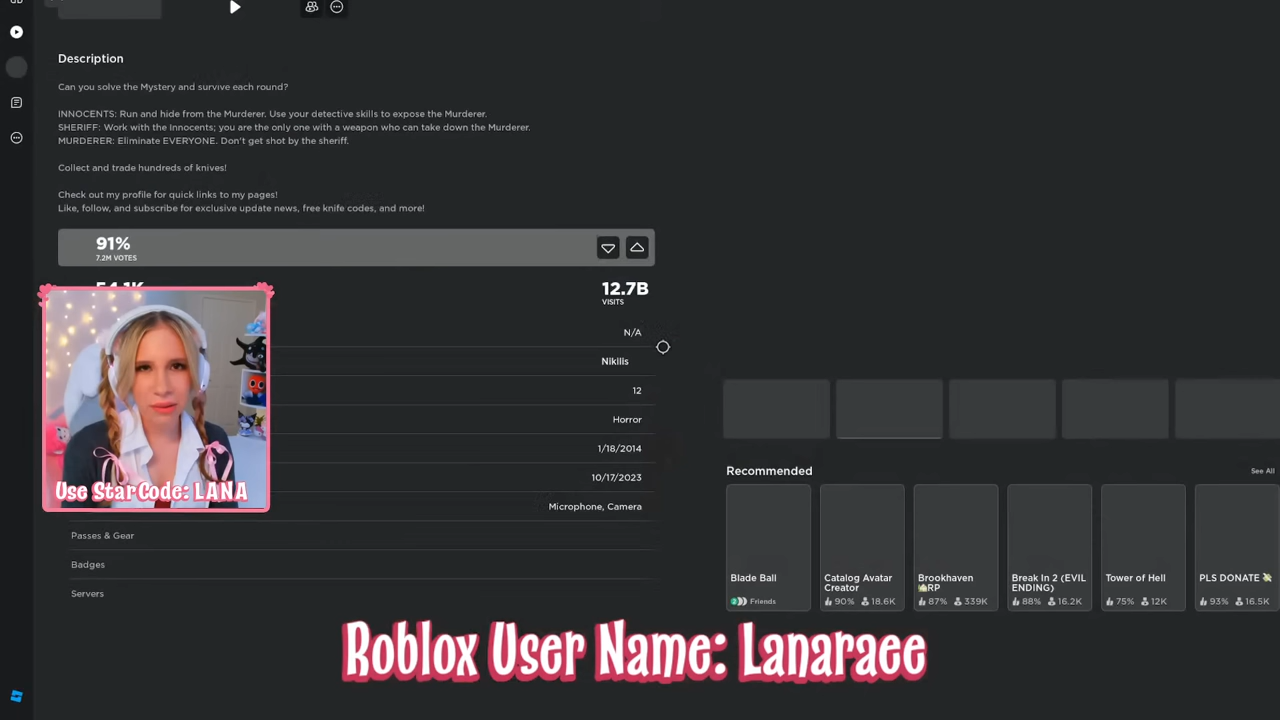 Description
Can you solve the Mystery and survive each round?
INNOCENTS: Run and hide from the Murderer. Use your detective skills to expose the Murderer.
SHERIFF: Work with the Innocents; you are the only one with a weapon who can take down the Murderer.
MURDERER: Eliminate EVERYONE. Don't get shot by the sheriff.
Collect and trade hundreds of knives!
Check out my profile for quick links to my pages!
Like, follow, and subscribe for exclusive update news, free knife codes, and more!
91%
7.2M VOTES
12.7B
VISITS
N/A
Nikilis
12
Horror
1/18/2014
10/17/2023
Microphone, Camera
Passes & Gear
Badges
Servers
Use StarCode: LANA
Recommended See All
Blade Ball
Friends
Catalog Avatar
Creator
90% 18.6K
Brookhaven
RP
87% 339K
Break In 2 (EVIL
ENDING)
88% 16.2K
Tower of Hell
75% 12K
PLS DONATE
93% 16.5K
Roblox User Name: Lanaraee